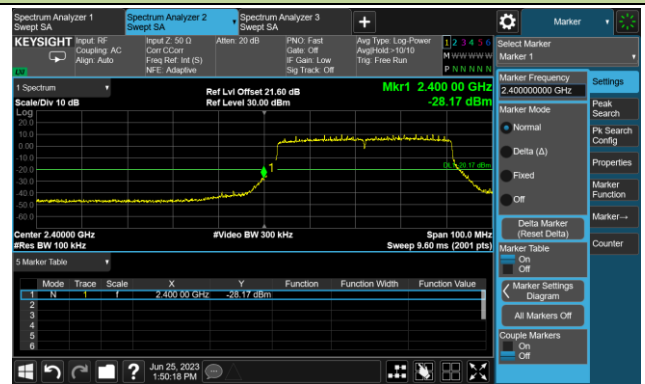 Spectrum Analyzer 1
Swept SA
Spectrum Analyzer 2
Swept SA
Spectrum Analyzer 3
Swept SA
+
Marker
KEYSIGHT
Input: RF
Coupling: AC
Align: Auto
Input Z: 50 Ω
Corr CCorr
Freq Ref: Int (S)
NFE: Adaptive
Atten: 20 dB
PNO: Fast
Gate: Off
IF Gain: Low
Sig Track: Off
Avg Type: Log-Power
Avg|Hold:>10/10
Trig: Free Run
1 2 3 4 5 6
M W W W W W
P N N N N N
LW
1 Spectrum
Scale/Div 10 dB
Ref Lvl Offset 21.60 dB
Ref Level 30.00 dBm
Mkr1 2.400 00 GHz
-28.17 dBm
Log
20.0
10.0
0.00
-10.0
-20.0
-30.0
-40.0
-50.0
-60.0
1
DL1 -20.17 dBm
Center 2.40000 GHz
#Res BW 100 kHz
#Video BW 300 kHz
Span 100.0 MHz
Sweep 9.60 ms (2001 pts)
5 Marker Table
Mode Trace Scale X Y Function Function Width Function Value
1 N 1 f 2.400 00 GHz -28.17 dBm
2
3
4
5
6
Jun 25, 2023
1:50:18 PM
Select Marker
Marker 1
Marker Frequency
2.400000000 GHz
Marker Mode
Normal
Delta (Δ)
Fixed
Off
Delta Marker
(Reset Delta)
Marker Table
On
Off
Marker Settings
Diagram
All Markers Off
Couple Markers
On
Off
Settings
Peak
Search
Pk Search
Config
Properties
Marker
Function
Marker→
Counter